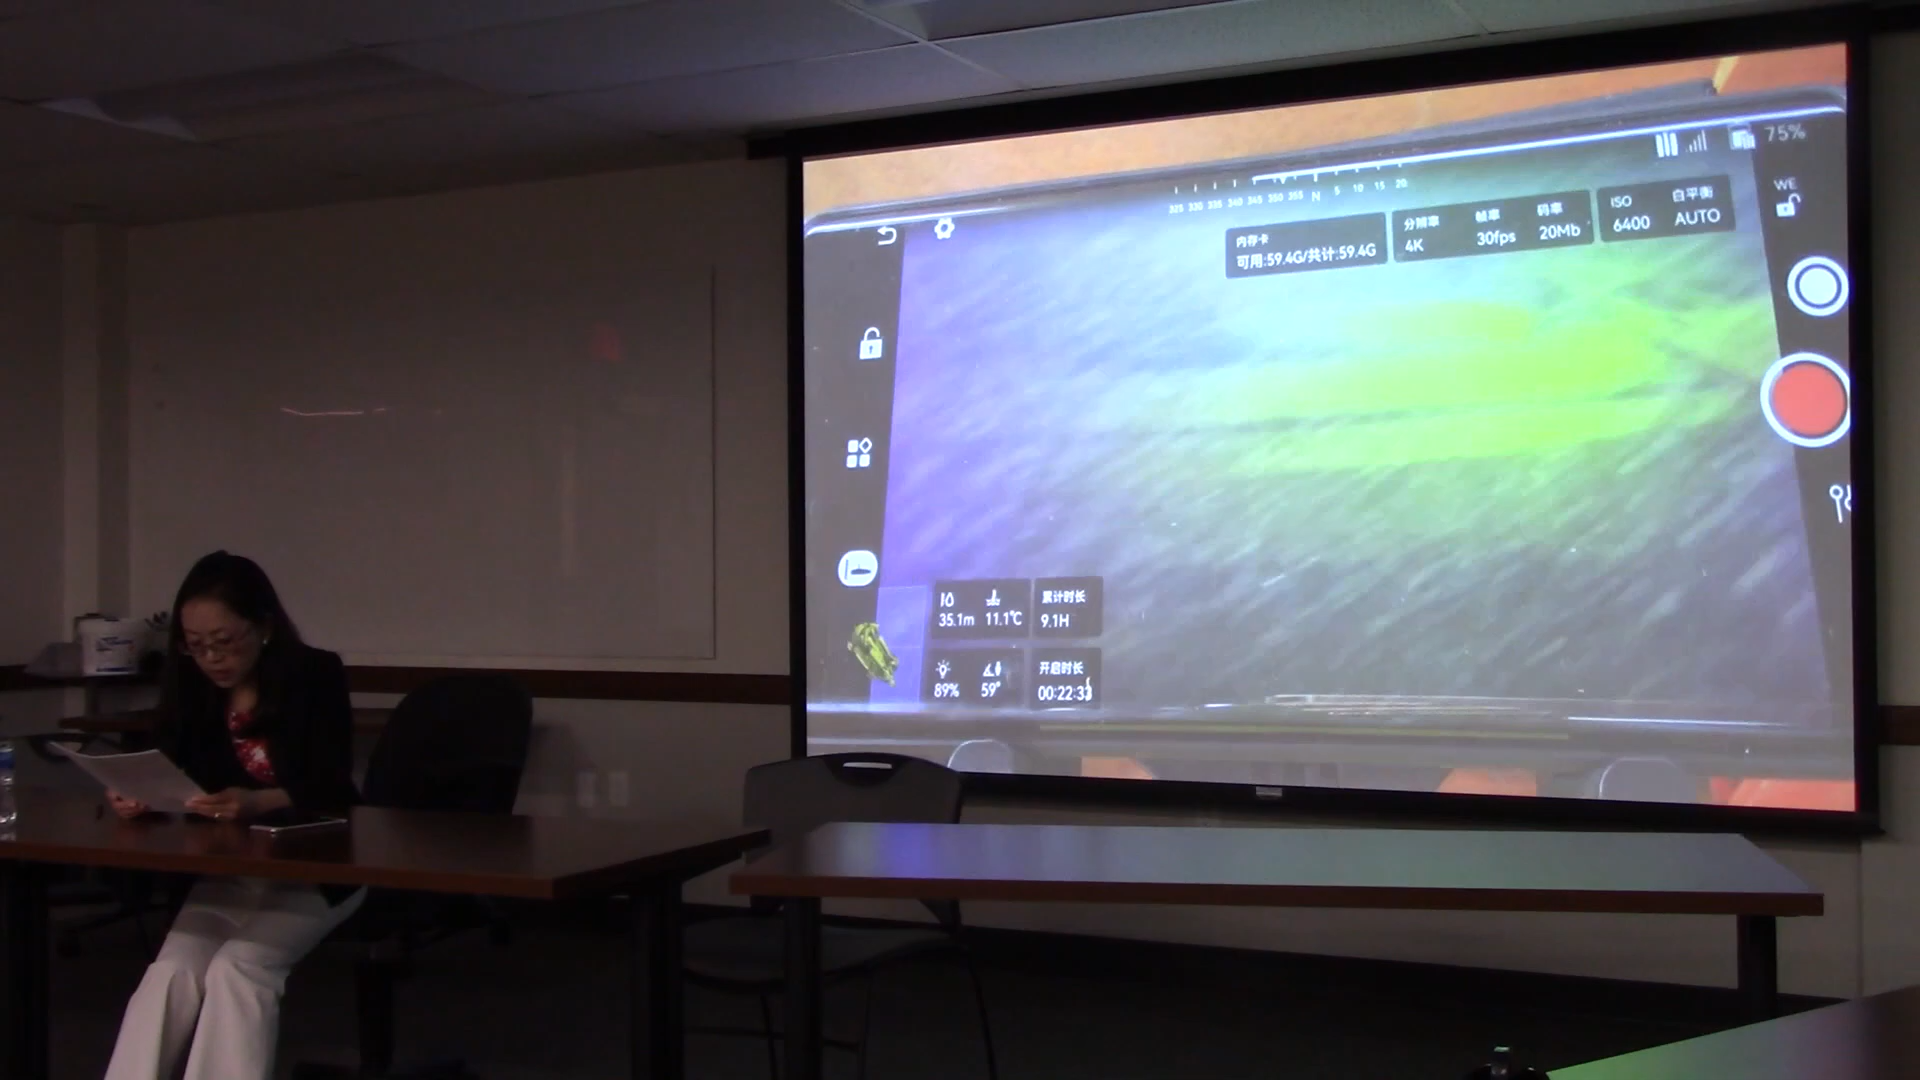 75%
325 330 335 340 345 350 355 N 5 10 15 20
WE
内存卡
可用:59.4G/共计:59.4G
分辨率 帧率 码率
4K 30fps 20Mb
ISO 白平衡
6400 AUTO
35.1m 11.1℃
累计时长
9.1H
89% 59°
开启时长
00:22:33